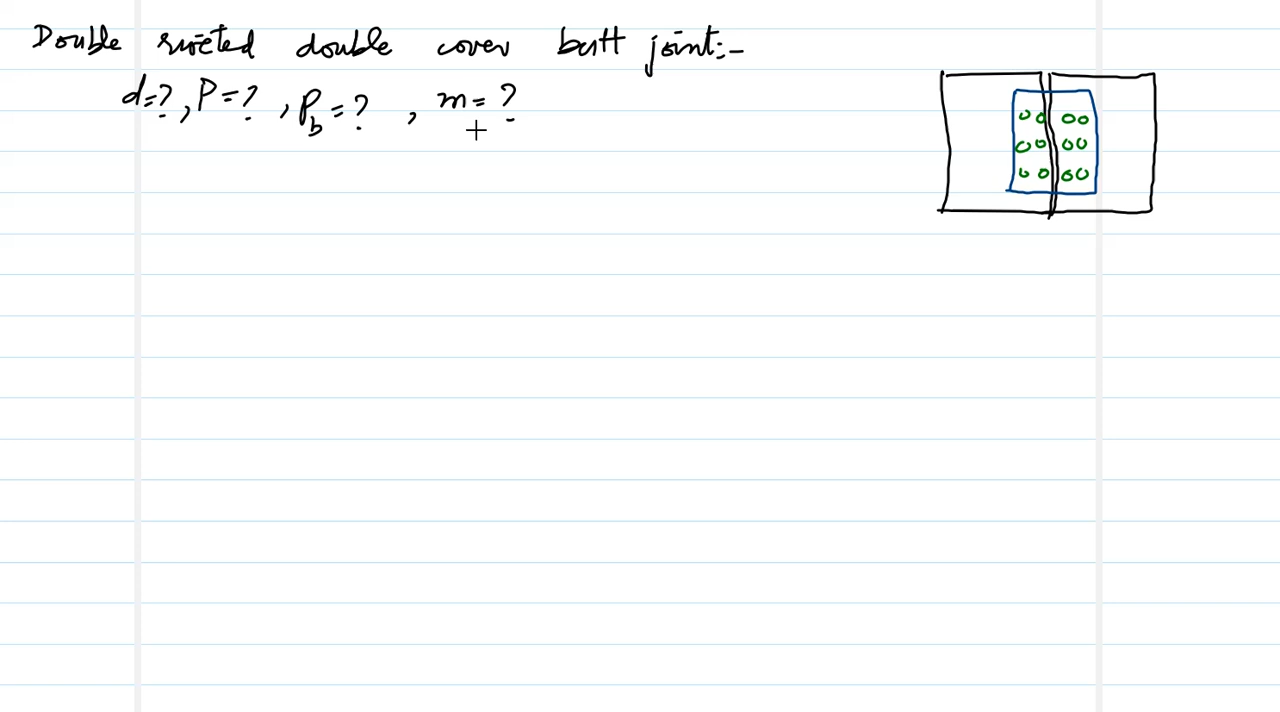 Double riveted double cover butt joint:-
d=?, P=?, Pb=?, m=?